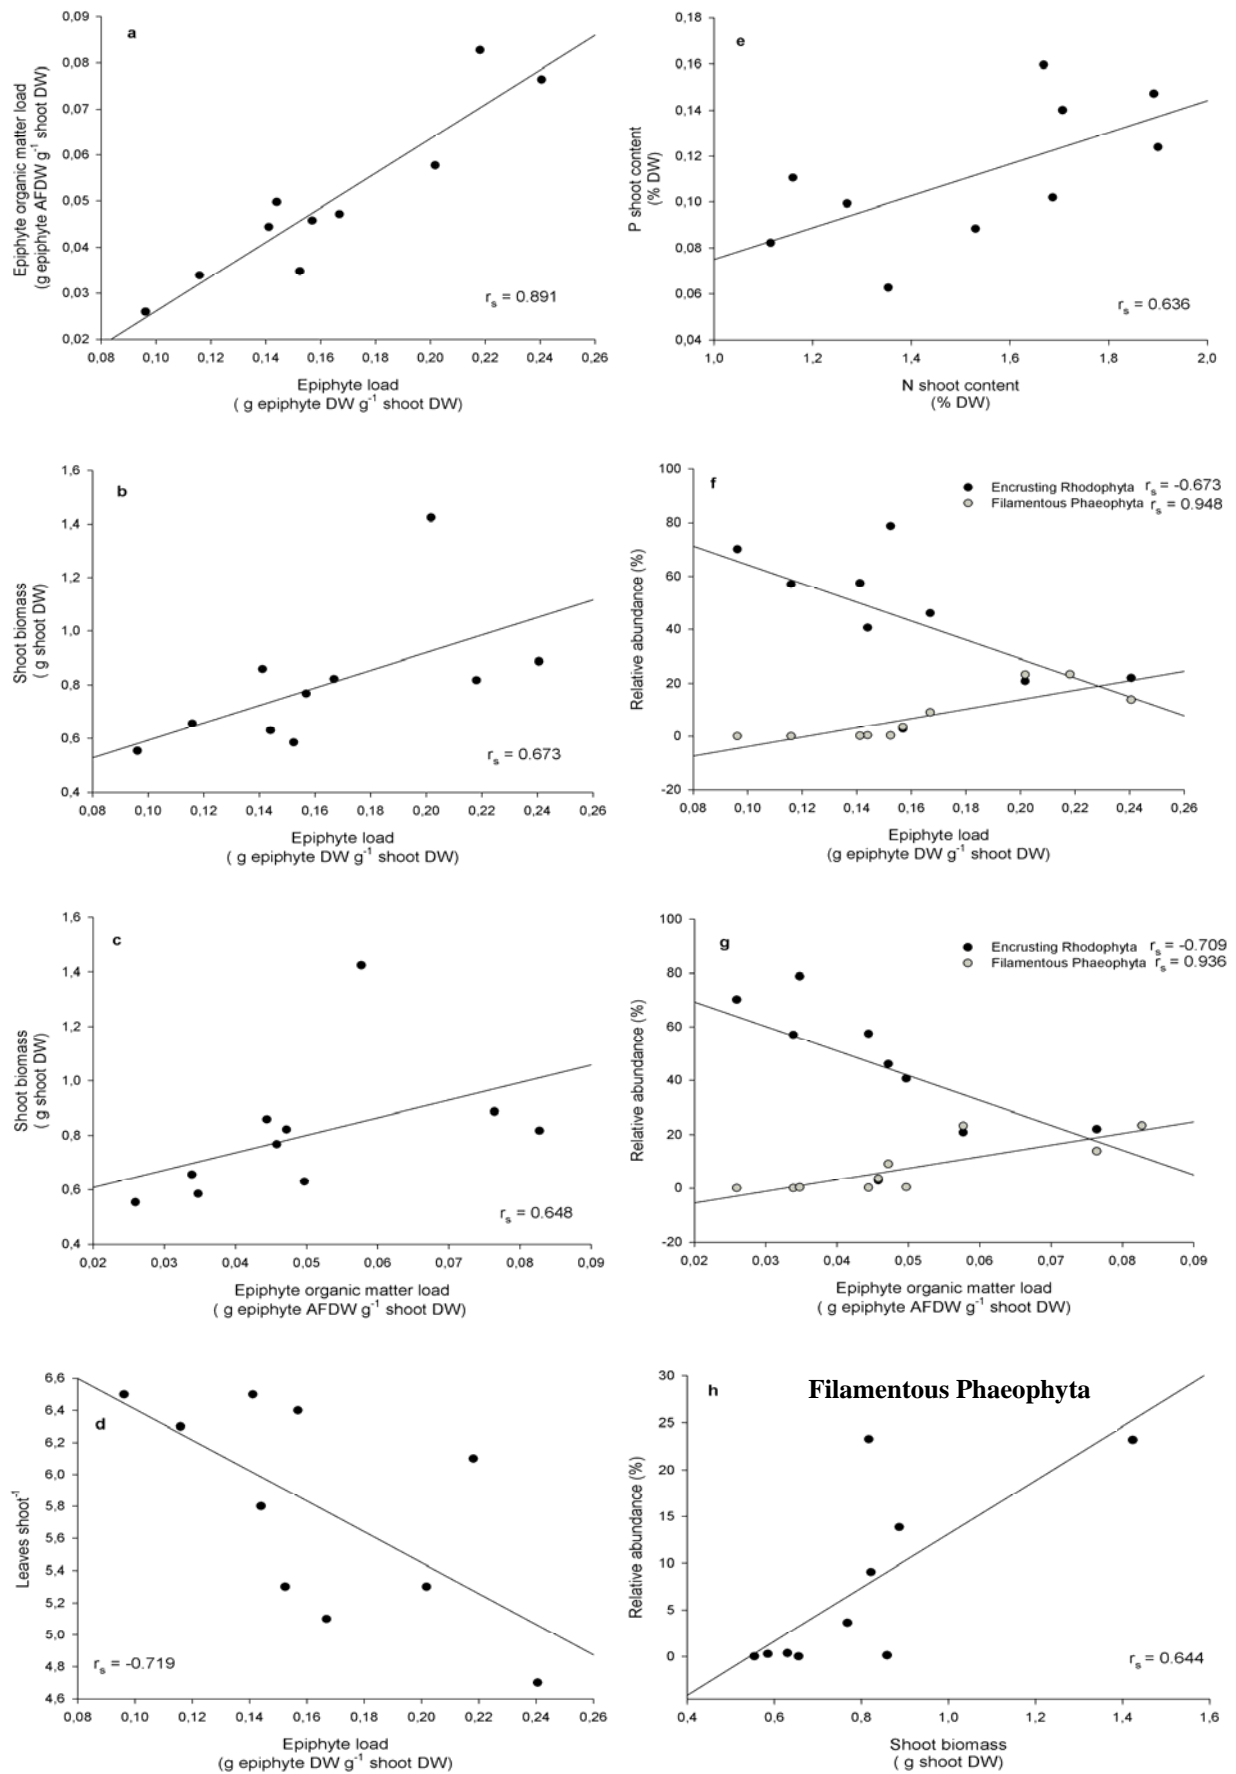 a
0,09
0,08
0,07
0,06
0,05
0,04
0,03
0,02
Epiphyte organic matter load
(g epiphyte AFDW g-1 shoot DW)
rs = 0.891
0,08 0,10 0,12 0,14 0,16 0,18 0,20 0,22 0,24 0,26
Epiphyte load
( g epiphyte DW g-1 shoot DW)
e
0,18
0,16
0,14
0,12
0,10
0,08
0,06
0,04
P shoot content
(% DW)
rs = 0.636
1,0 1,2 1,4 1,6 1,8 2,0
N shoot content
(% DW)
b
1,6
1,4
1,2
1,0
0,8
0,6
0,4
Shoot biomass
( g shoot DW)
rs = 0.673
0,08 0,10 0,12 0,14 0,16 0,18 0,20 0,22 0,24 0,26
Epiphyte load
( g epiphyte DW g-1 shoot DW)
f
100
80
60
40
20
0
-20
Relative abundance (%)
Encrusting Rhodophyta rs = -0.673
Filamentous Phaeophyta rs = 0.948
0,08 0,10 0,12 0,14 0,16 0,18 0,20 0,22 0,24 0,26
Epiphyte load
(g epiphyte DW g-1 shoot DW)
c
1,6
1,4
1,2
1,0
0,8
0,6
0,4
Shoot biomass
( g shoot DW)
rs = 0.648
0,02 0,03 0,04 0,05 0,06 0,07 0,08 0,09
Epiphyte organic matter load
( g epiphyte AFDW g-1 shoot DW)
g
100
80
60
40
20
0
-20
Relative abundance (%)
Encrusting Rhodophyta rs = -0.709
Filamentous Phaeophyta rs = 0.936
0,02 0,03 0,04 0,05 0,06 0,07 0,08 0,09
Epiphyte organic matter load
( g epiphyte AFDW g-1 shoot DW)
d
6,6
6,4
6,2
6,0
5,8
5,6
5,4
5,2
5,0
4,8
4,6
Leaves shoot-1
rs = -0.719
0,08 0,10 0,12 0,14 0,16 0,18 0,20 0,22 0,24 0,26
Epiphyte load
(g epiphyte DW g-1 shoot DW)
h
Filamentous Phaeophyta
30
25
20
15
10
5
0
Relative abundance (%)
rs = 0.644
0,4 0,6 0,8 1,0 1,2 1,4 1,6
Shoot biomass
( g shoot DW)